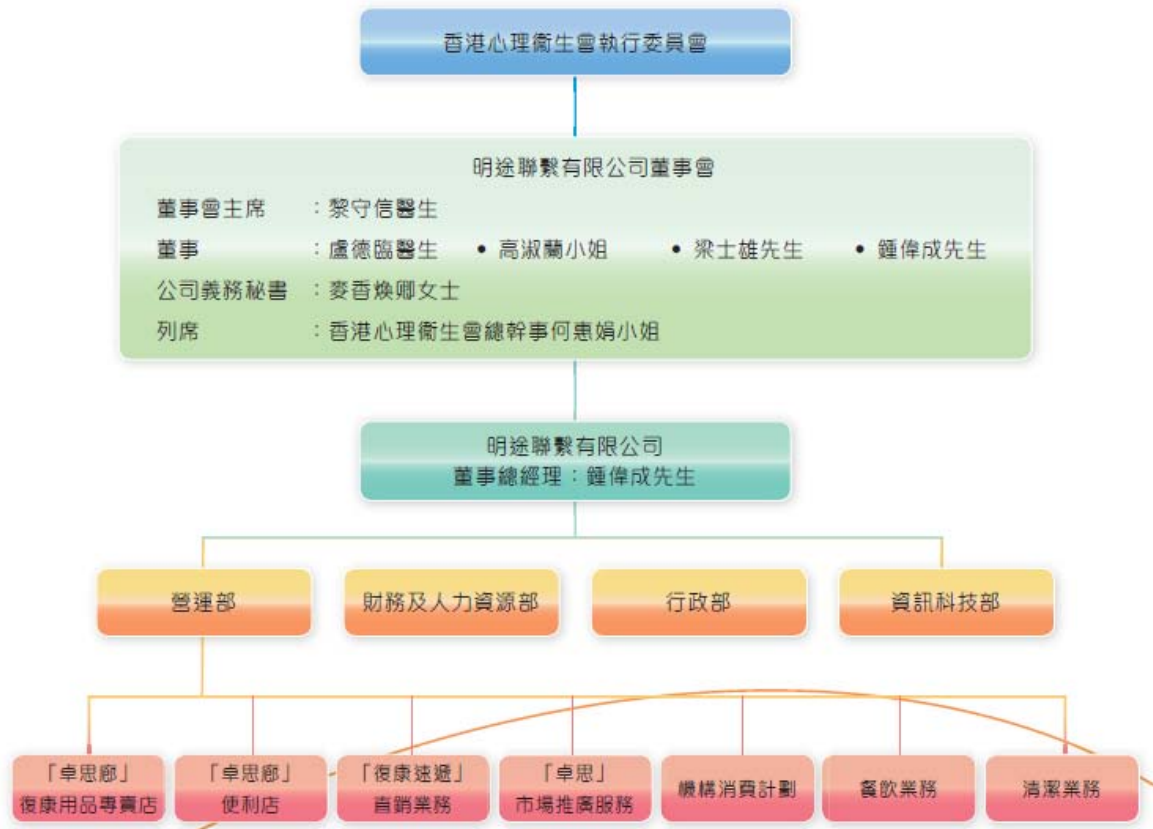 香港心理衞生會執行委員會
明途聯繫有限公司董事會
董事會主席 ：黎守信醫生
董事 ：盧德臨醫生 • 高淑蘭小姐 • 梁士雄先生 • 鍾偉成先生
公司義務秘書 ：麥香煥卿女士
列席 ：香港心理衞生會總幹事何惠娟小姐
明途聯繫有限公司
董事總經理：鍾偉成先生
營運部 財務及人力資源部 行政部 資訊科技部
「卓思廊」
復康用品專賣店
「卓思廊」
便利店
「復康速遞」
直銷業務
「卓思」
市場推廣服務
機構消費計劃
餐飲業務
清潔業務